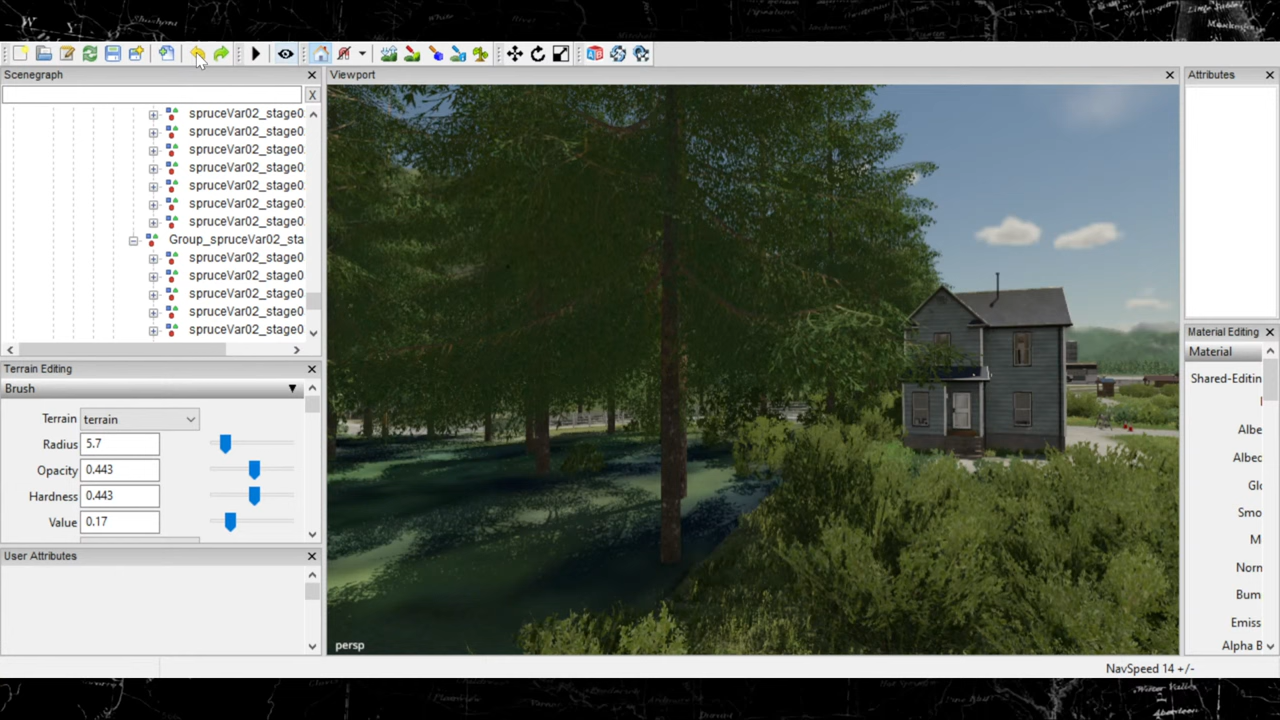 Scenegraph
X
Viewport
Attributes
spruceVar02_stage0
spruceVar02_stage0
spruceVar02_stage0
spruceVar02_stage0
spruceVar02_stage0
spruceVar02_stage0
spruceVar02_stage0
Group_spruceVar02_sta
spruceVar02_stage0
spruceVar02_stage0
spruceVar02_stage0
spruceVar02_stage0
spruceVar02_stage0
Terrain Editing
Brush
Terrain terrain
Radius 5.7
Opacity 0.443
Hardness 0.443
Value 0.17
User Attributes
persp
Material Editing
Material
Shared-Editin
Albe
Albed
Glo
Smo
M
Norn
Bum
Emiss
Alpha B
NavSpeed 14 +/-